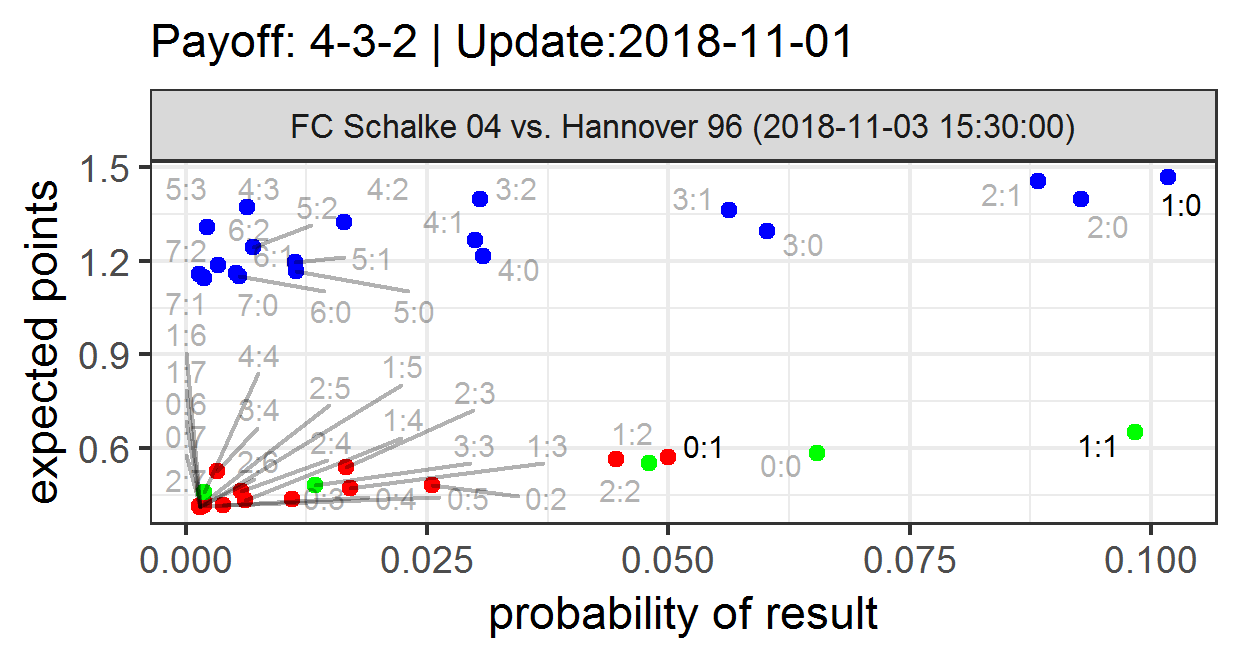 Payoff: 4-3-2 | Update:2018-11-01
FC Schalke 04 vs. Hannover 96 (2018-11-03 15:30:00)
expected points
1.5
1.2
0.9
0.6
5:3 4:3 4:2 3:2 3:1 2:1 1:0
5:2 4:1 2:0
6:2 3:0
7:2 6:1 5:1 4:0
7:1 7:0 6:0 5:0
1:6
4:4
1:7 1:5
2:5 2:3
0:6 3:4
1:4
0:7 2:4 3:3 1:3 1:2 0:1 1:1
2:6 0:0
2:7 2:2
0:3 0:4 0:5 0:2
0.000 0.025 0.050 0.075 0.100
probability of result